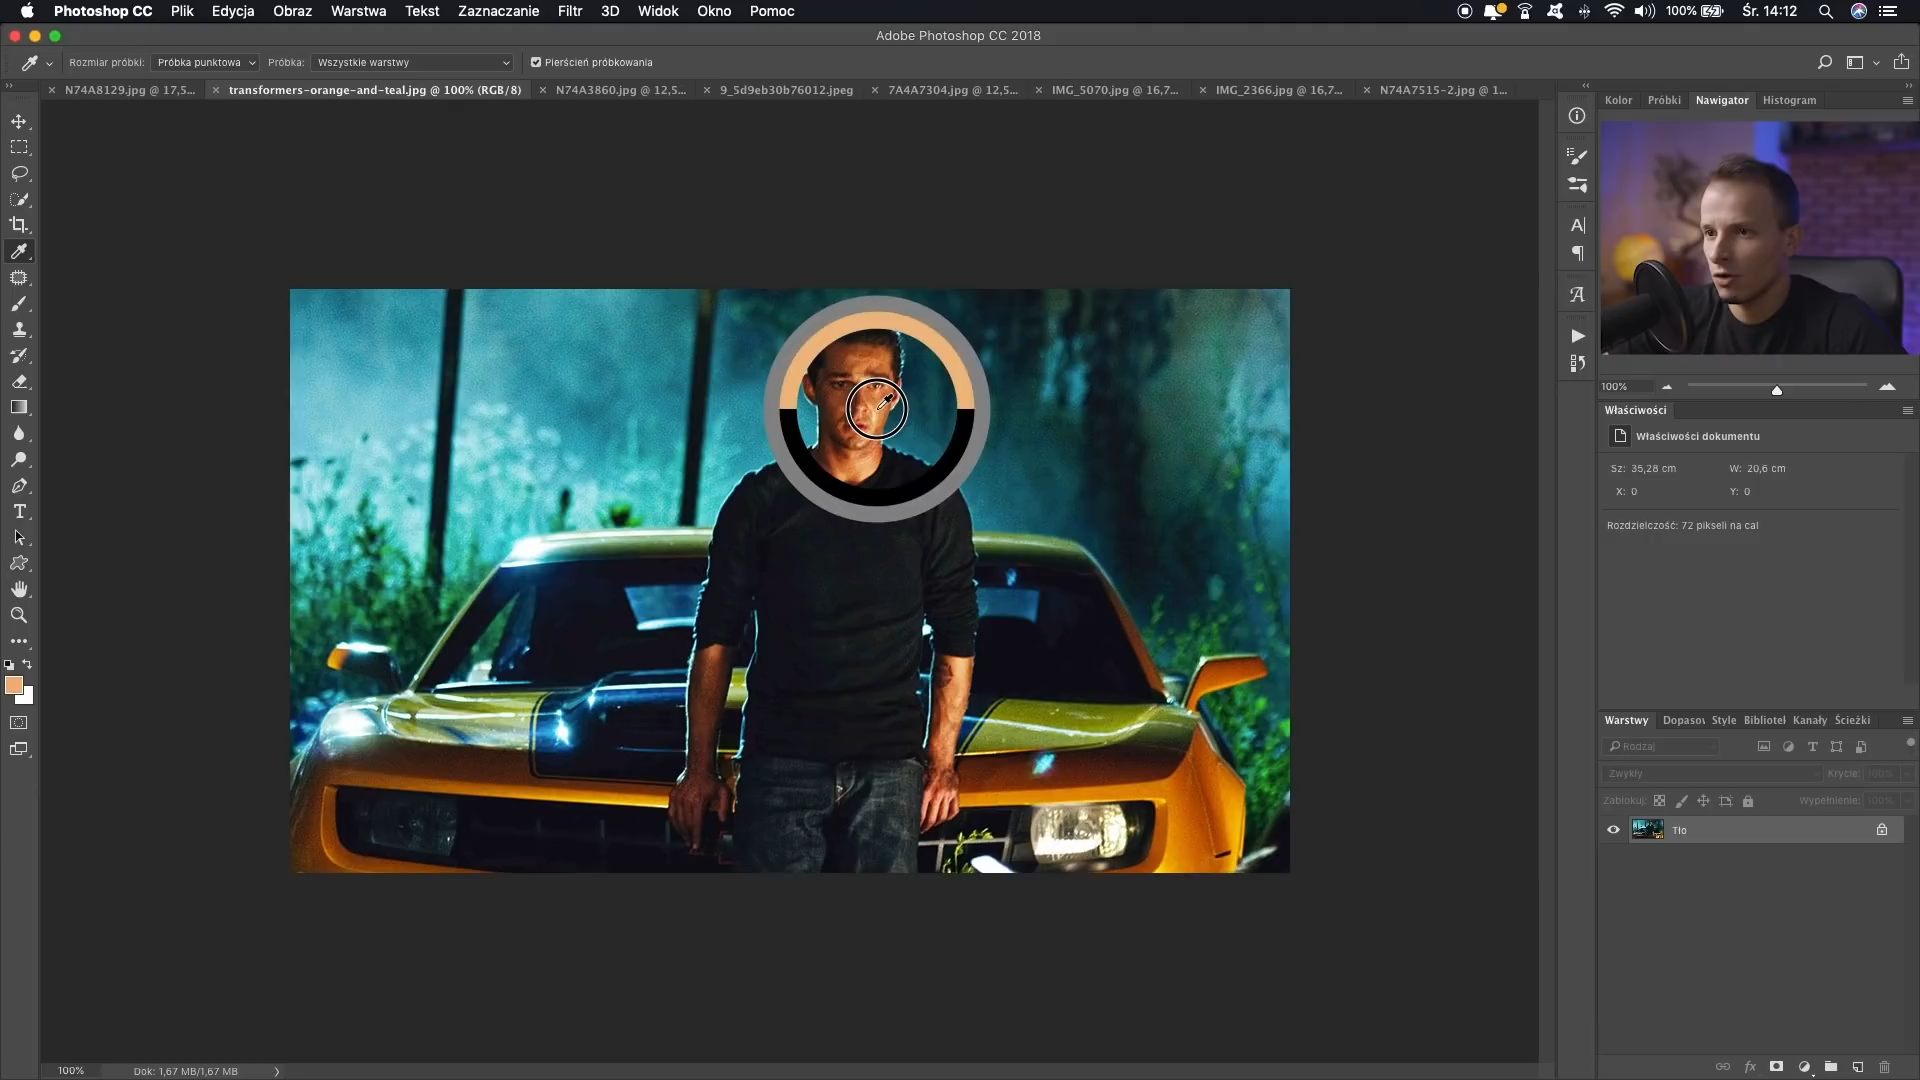 Photoshop CC Plik Edycja Obraz Warstwa Tekst Zaznaczanie Filtr 3D Widok Okno Pomoc 100% Śr. 14:12
Adobe Photoshop CC 2018
Rozmiar próbki: Próbka punktowa Próbka: Wszystkie warstwy Pierścień próbkowania
N74A8129.jpg @ 17,5... transformers-orange-and-teal.jpg @ 100% (RGB/8) N74A3860.jpg @ 12,5... 9_5d9eb30b76012.jpeg 7A4A7304.jpg @ 12,5... IMG_5070.jpg @ 16,7... IMG_2366.jpg @ 16,7... N74A7515-2.jpg @ 1...
Kolor Próbki Nawigator Histogram
100%
Właściwości
Właściwości dokumentu
Sz: 35,28 cm W: 20,6 cm
X: 0 Y: 0
Rozdzielczość: 72 pikseli na cal
Warstwy Dopasov Style Bibliotel Kanały Ścieżki
Rodzaj
Zwykły Krycie: 100%
Zablokuj: Wypełnienie: 100%
Tło
100% Dok: 1,67 MB/1,67 MB